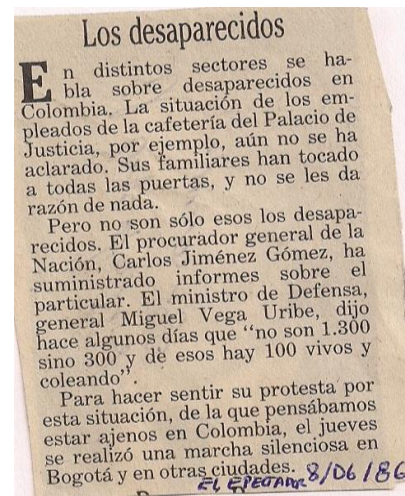 Los desaparecidos
En distintos sectores se ha-
bla sobre desaparecidos en
Colombia. La situación de los em-
pleados de la cafetería del Palacio de
Justicia, por ejemplo, aún no se ha
aclarado. Sus familiares han tocado
a todas las puertas, y no se les da
razón de nada.
Pero no son sólo esos los desapa-
recidos. El procurador general de la
Nación, Carlos Jiménez Gómez, ha
suministrado informes sobre el
particular. El ministro de Defensa,
general Miguel Vega Uribe, dijo
hace algunos días que “no son 1.300
sino 300 y de esos hay 100 vivos y
coleando”.
Para hacer sentir su protesta por
esta situación, de la que pensábamos
estar ajenos en Colombia, el jueves
se realizó una marcha silenciosa en
Bogotá y en otras ciudades.
EL EPECTADOR 8/06/86